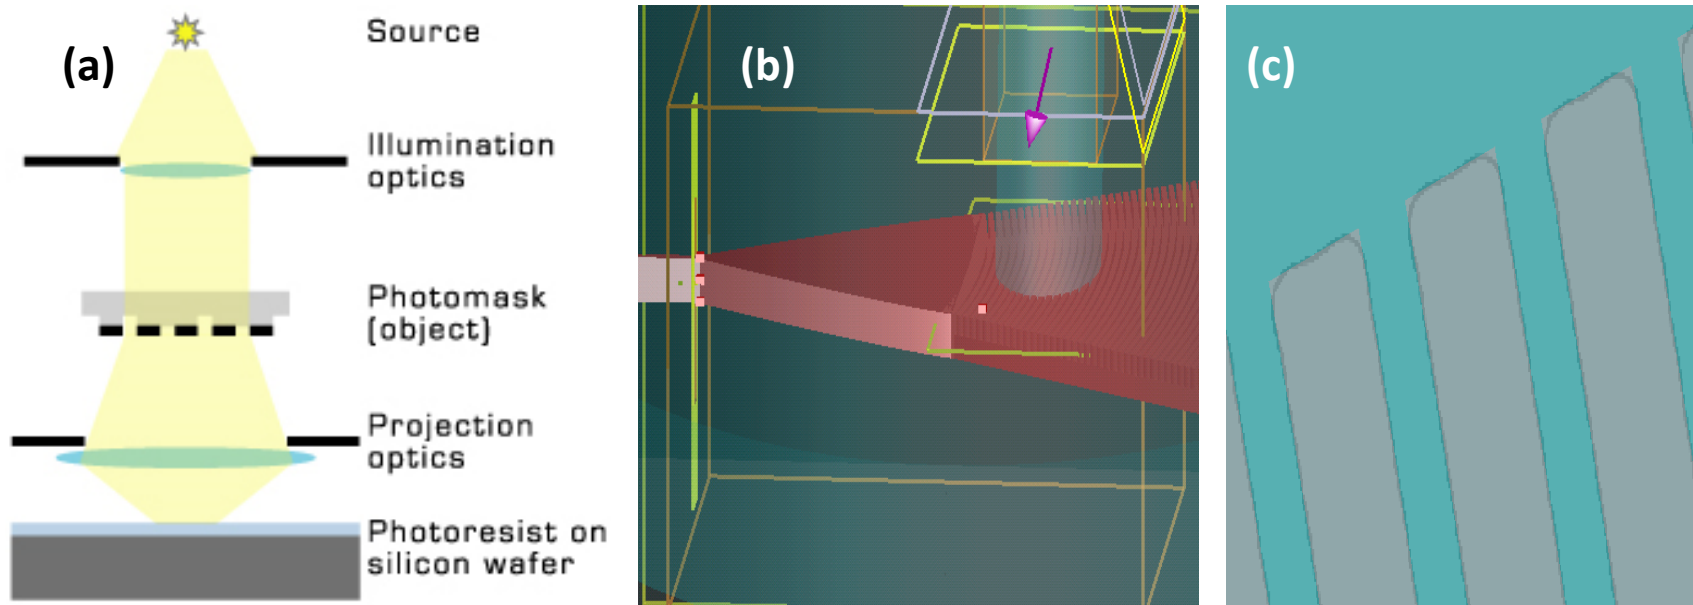 (a)
Source
Illumination
optics
Photomask
(object)
Projection
optics
Photoresist on
silicon wafer
(b)
(c)